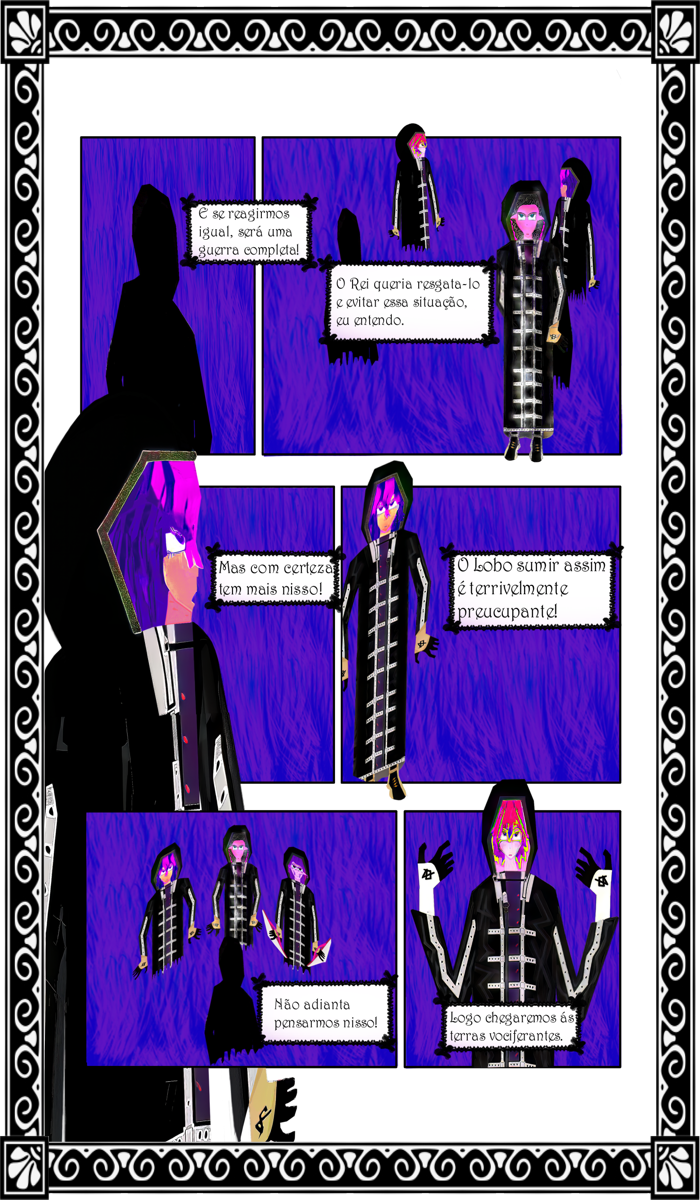 E se reagirmos
igual, será uma
guerra completa!
O Rei queria resgata-lo
e evitar essa situação,
eu entendo.
Mas com certeza
tem mais nisso!
O Lobo sumir assim
é terrivelmente
preucupante!
Não adianta
pensarmos nisso!
Logo chegaremos ás
terras vociferantes.